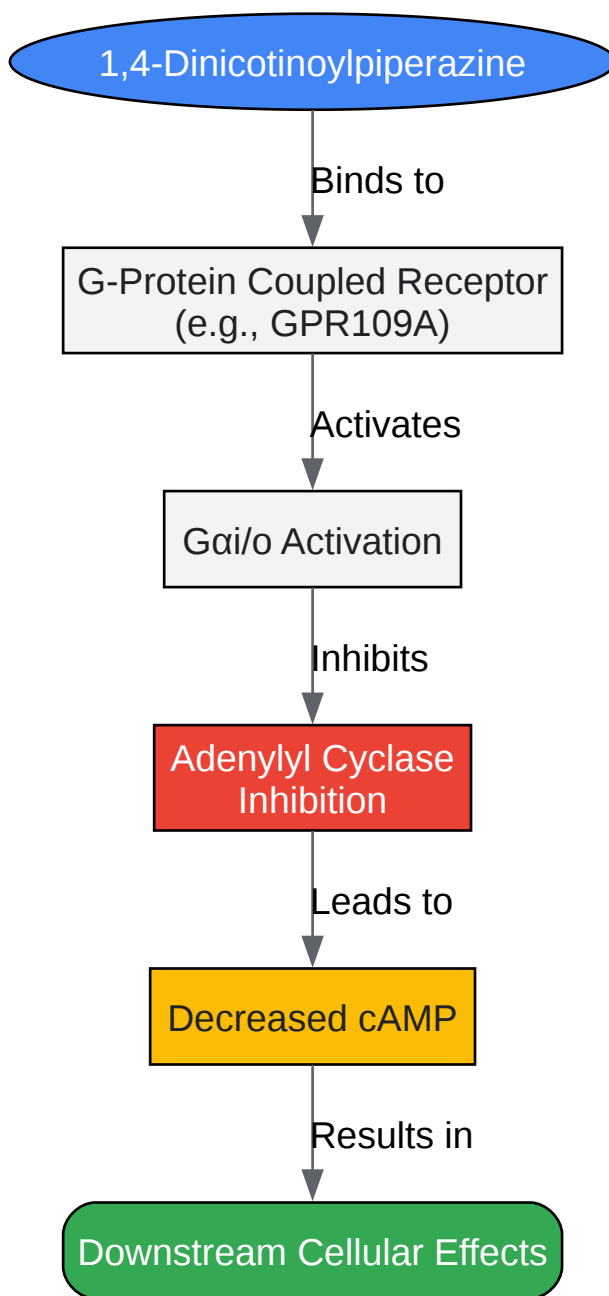 1,4-Dinicotinoylpiperazine
Binds to
G-Protein Coupled Receptor
(e.g., GPR109A)
Activates
Gαi/o Activation
Inhibits
Adenylyl Cyclase
Inhibition
Leads to
Decreased cAMP
Results in
Downstream Cellular Effects